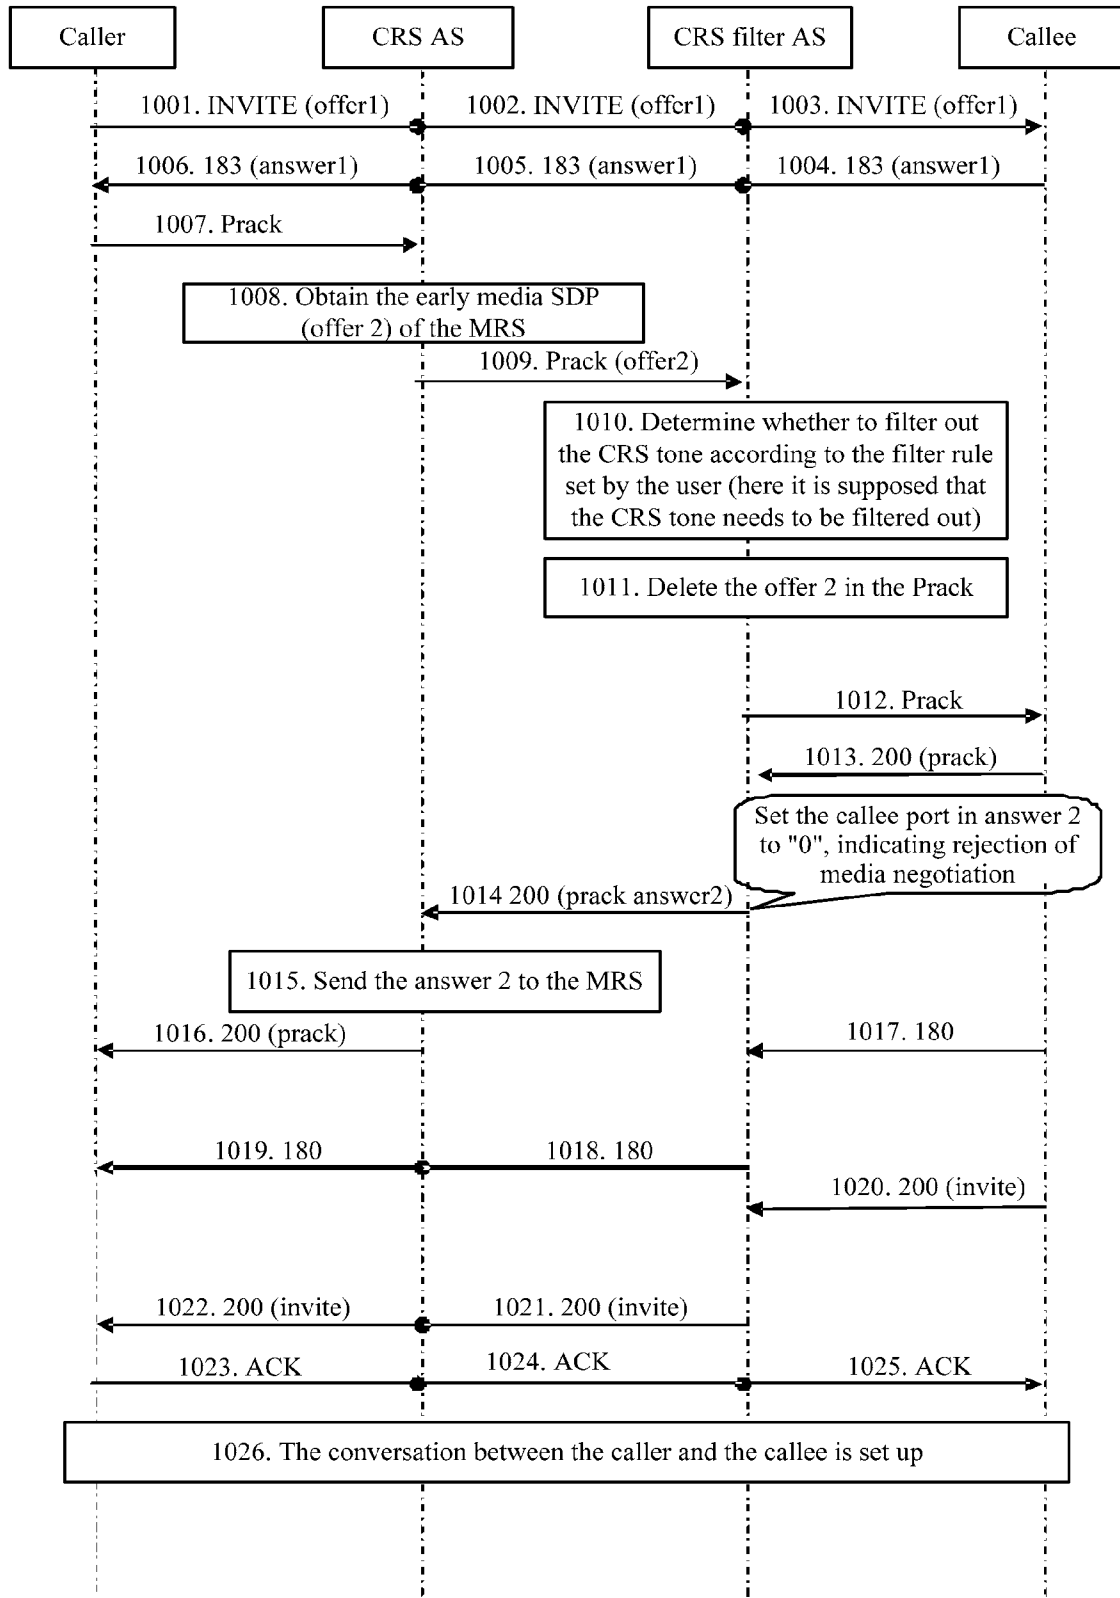 Caller
CRS AS
CRS filter AS
Callee
1001. INVITE (offer1)
1002. INVITE (offer1)
1003. INVITE (offer1)
1006. 183 (answer1)
1005. 183 (answer1)
1004. 183 (answer1)
1007. Prack
1008. Obtain the early media SDP
(offer 2) of the MRS
1009. Prack (offer2)
1010. Determine whether to filter out
the CRS tone according to the filter rule
set by the user (here it is supposed that
the CRS tone needs to be filtered out)
1011. Delete the offer 2 in the Prack
1012. Prack
1013. 200 (prack)
Set the callee port in answer 2
to "0", indicating rejection of
media negotiation
1014 200 (prack answer2)
1015. Send the answer 2 to the MRS
1016. 200 (prack)
1017. 180
1019. 180
1018. 180
1020. 200 (invite)
1022. 200 (invite)
1021. 200 (invite)
1023. ACK
1024. ACK
1025. ACK
1026. The conversation between the caller and the callee is set up